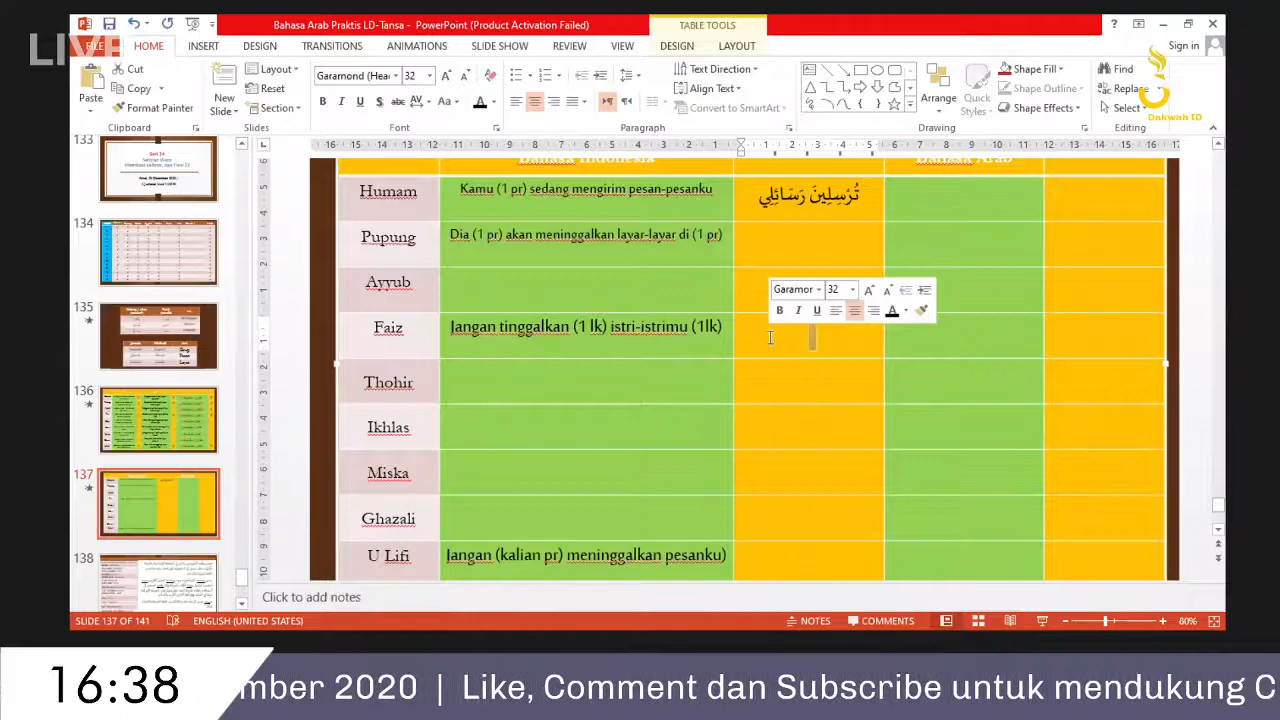 LIVE
Bahasa Arab Praktis LD-Tansa - PowerPoint (Product Activation Failed)
TABLE TOOLS
FILE HOME INSERT DESIGN TRANSITIONS ANIMATIONS SLIDE SHOW REVIEW VIEW DESIGN LAYOUT
Sign in
Paste
Cut
Copy
Format Painter
Clipboard
New Slide
Layout
Reset
Section
Slides
Garamond (Hea 32
Font
Text Direction
Align Text
Convert to SmartArt
Paragraph
Arrange
Quick Styles
Shape Fill
Shape Outline
Shape Effects
Drawing
Find
Replace
Select
Editing
Dakwah ID
133
134
135
136
137
138
Bahasa Indonesia
Bahasa Arab
Humam Kamu (1 pr) sedang mengirim pesan-pesanku تُرْسِلِينَ رَسَائِلِي
Pupung Dia (1 pr) akan meninggalkan layar-layar di (1 pr)
Ayyub
Garamor 32
Faiz Jangan tinggalkan (1 lk) istri-istrimu (1lk)
Thohir
Ikhlas
Miska
Ghazali
U Lifi Jangan (kalian pr) meninggalkan pesanku)
Click to add notes
SLIDE 137 OF 141 ENGLISH (UNITED STATES) NOTES COMMENTS 80%
16:38 mber 2020 | Like, Comment dan Subscribe untuk mendukung C